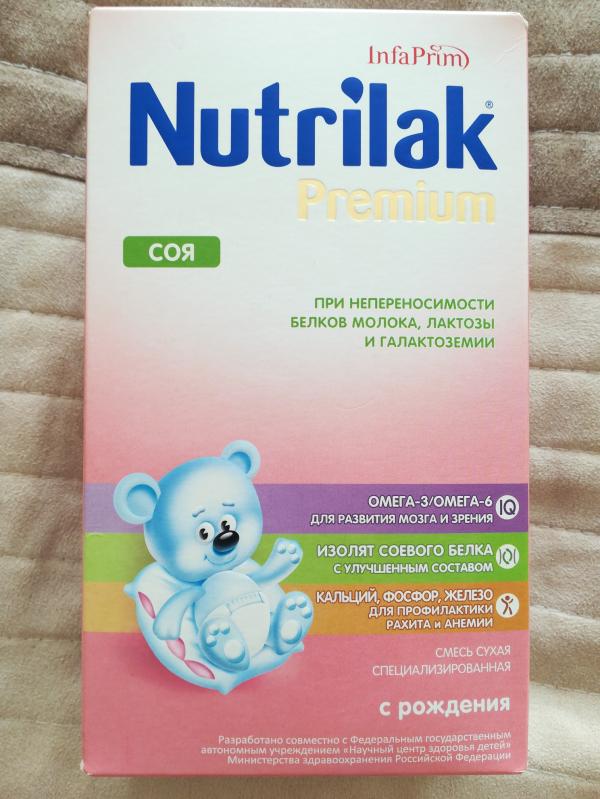 InfaPrim
Nutrilak®
Premium
СОЯ
ПРИ НЕПЕРЕНОСИМОСТИ
БЕЛКОВ МОЛОКА, ЛАКТОЗЫ
И ГАЛАКТОЗЕМИИ
ОМЕГА-3/ОМЕГА-6
ДЛЯ РАЗВИТИЯ МОЗГА И ЗРЕНИЯ
IQ
ИЗОЛЯТ СОЕВОГО БЕЛКА
С УЛУЧШЕННЫМ СОСТАВОМ
КАЛЬЦИЙ, ФОСФОР, ЖЕЛЕЗО
ДЛЯ ПРОФИЛАКТИКИ
РАХИТА и АНЕМИИ
СМЕСЬ СУХАЯ
СПЕЦИАЛИЗИРОВАННАЯ
с рождения
Разработано совместно с Федеральным государственным
автономным учреждением «Научный центр здоровья детей»
Министерства здравоохранения Российской Федерации